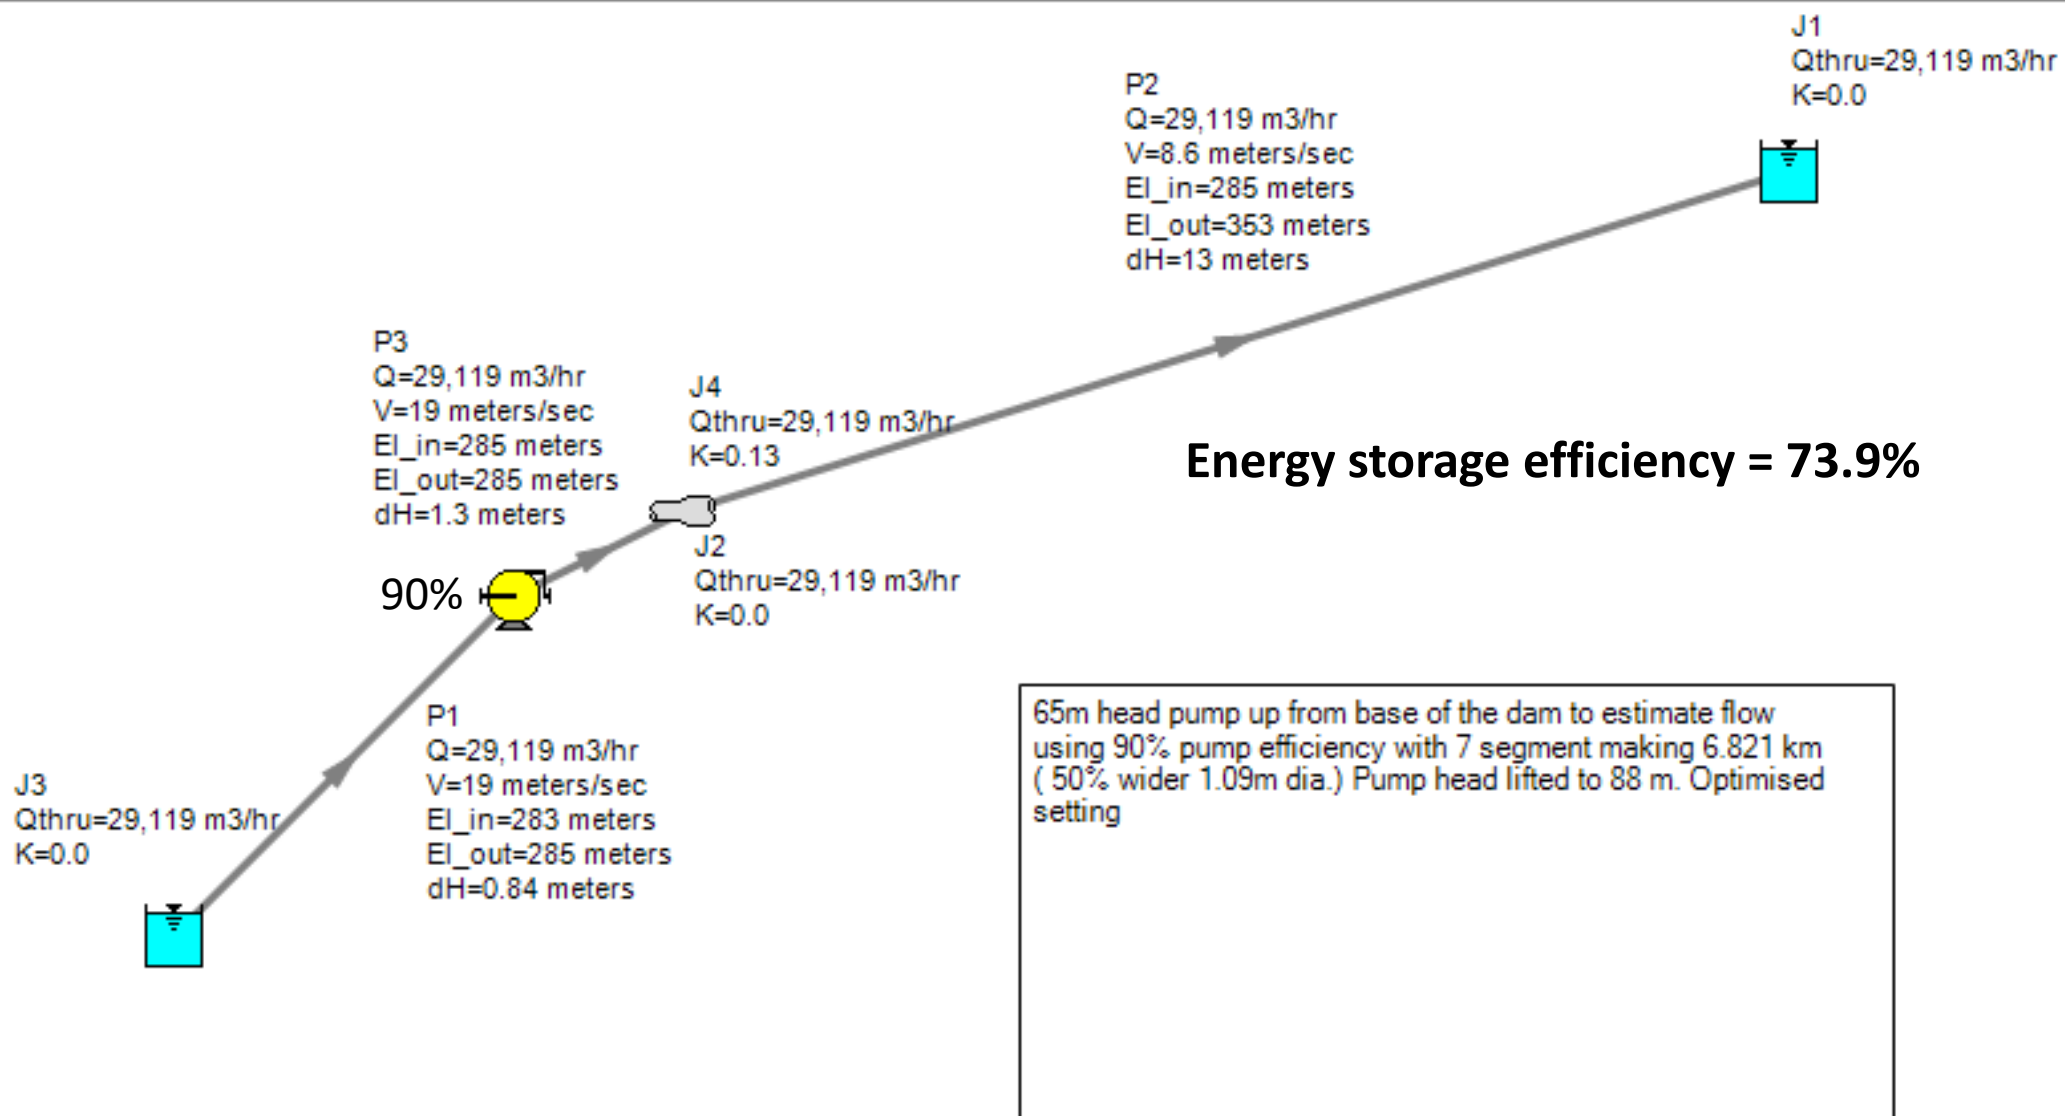 J1
Qthru=29,119 m3/hr
K=0.0
P2
Q=29,119 m3/hr
V=8.6 meters/sec
El_in=285 meters
El_out=353 meters
dH=13 meters
P3
Q=29,119 m3/hr
V=19 meters/sec
El_in=285 meters
El_out=285 meters
dH=1.3 meters
J4
Qthru=29,119 m3/hr
K=0.13
Energy storage efficiency = 73.9%
J2
Qthru=29,119 m3/hr
K=0.0
90%
P1
Q=29,119 m3/hr
V=19 meters/sec
El_in=283 meters
El_out=285 meters
dH=0.84 meters
J3
Qthru=29,119 m3/hr
K=0.0
65m head pump up from base of the dam to estimate flow
using 90% pump efficiency with 7 segment making 6.821 km
( 50% wider 1.09m dia.) Pump head lifted to 88 m. Optimised
setting